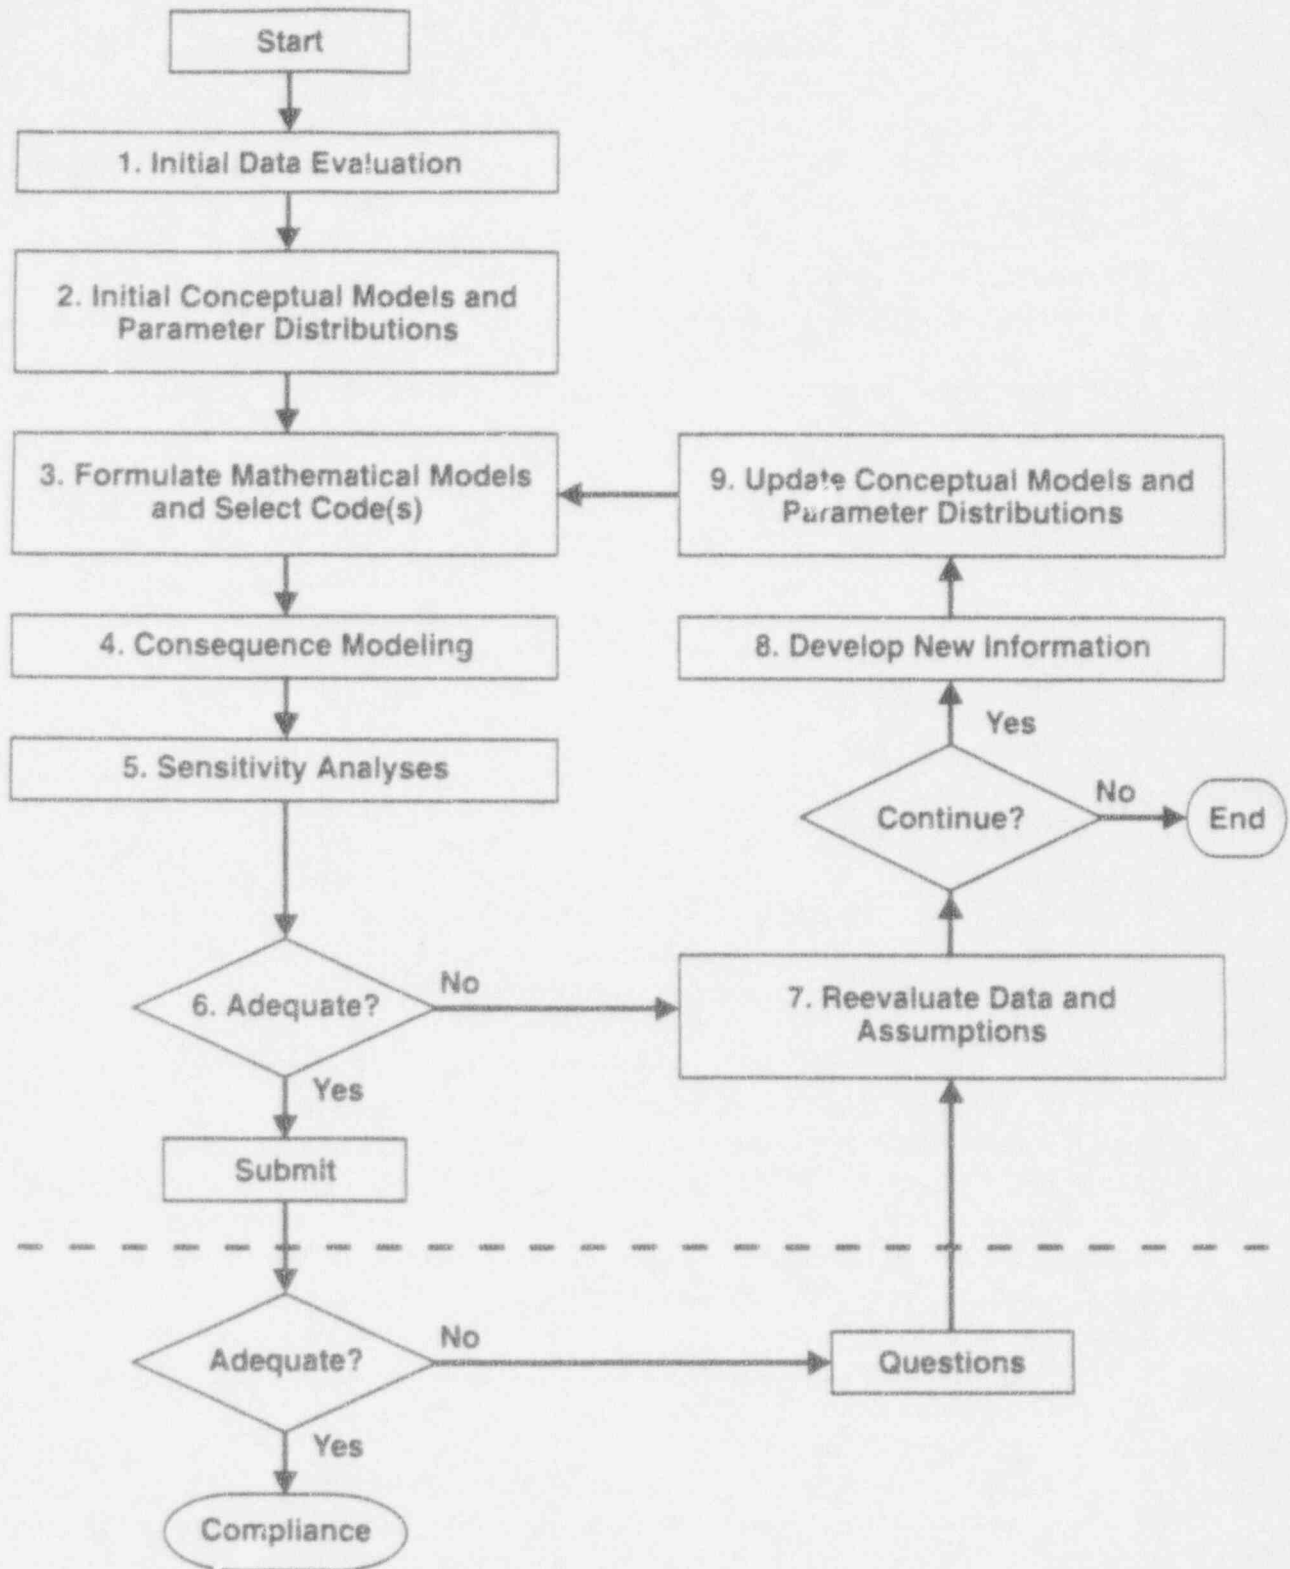 Start
1. Initial Data Evaluation
2. Initial Conceptual Models and
Parameter Distributions
3. Formulate Mathematical Models
and Select Code(s)
9. Update Conceptual Models and
Parameter Distributions
4. Consequence Modeling
8. Develop New Information
Yes
5. Sensitivity Analyses
Continue?
No
End
6. Adequate?
No
7. Reevaluate Data and
Assumptions
Yes
Submit
Adequate?
No
Questions
Yes
Compliance